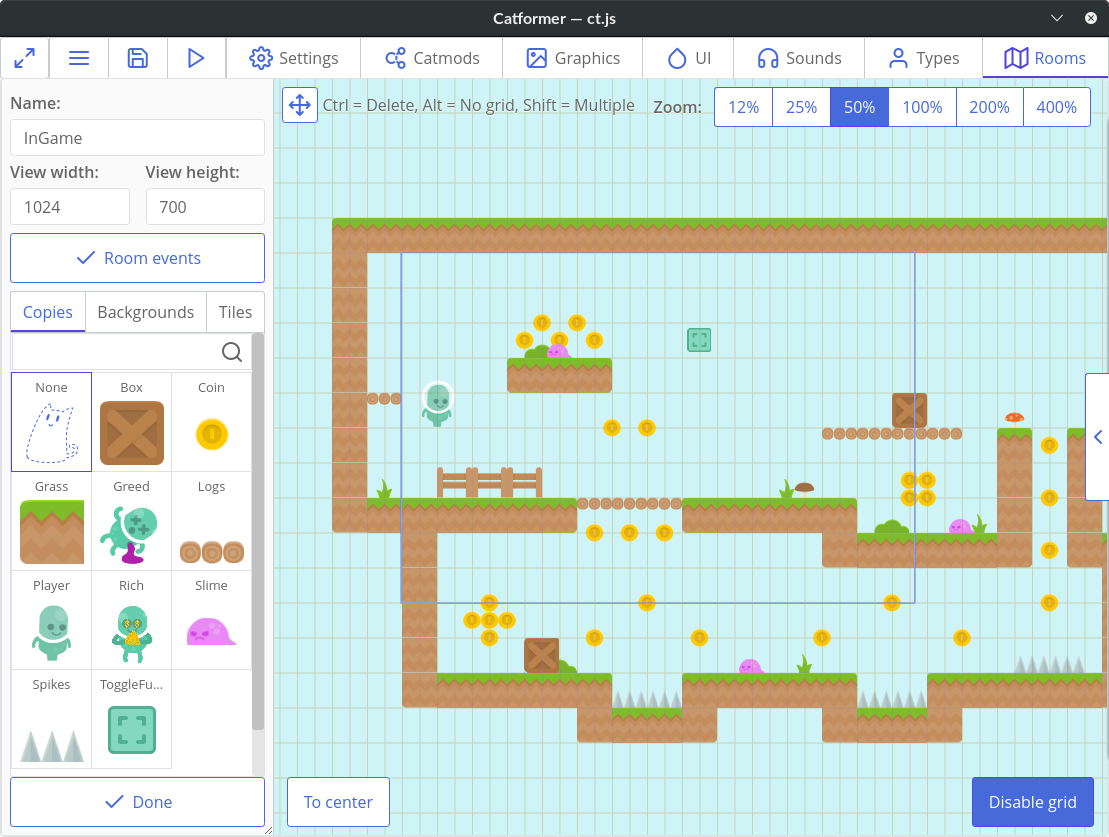 Catformer — ct.js
Settings
Catmods
Graphics
UI
Sounds
Types
Rooms
Name:
InGame
View width:
View height:
1024
700
Room events
Copies
Backgrounds
Tiles
None
Box
Coin
Grass
Greed
Logs
Player
Rich
Slime
Spikes
ToggleFu...
Done
Ctrl = Delete, Alt = No grid, Shift = Multiple
Zoom:
12%
25%
50%
100%
200%
400%
To center
Disable grid